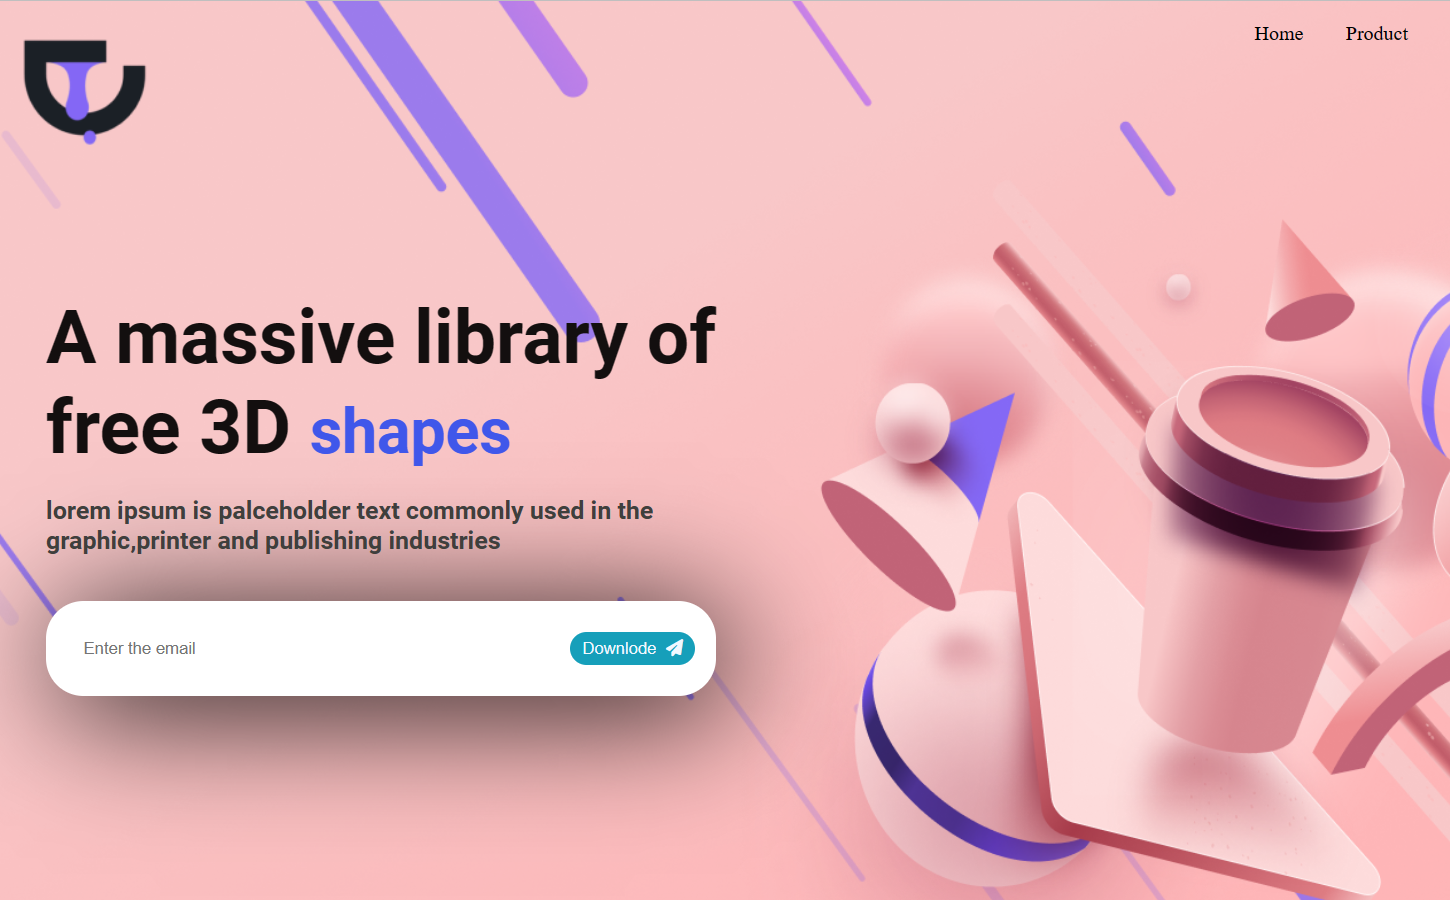 Home Product
A massive library of
free 3D shapes
lorem ipsum is palceholder text commonly used in the
graphic,printer and publishing industries
Enter the email Downlode